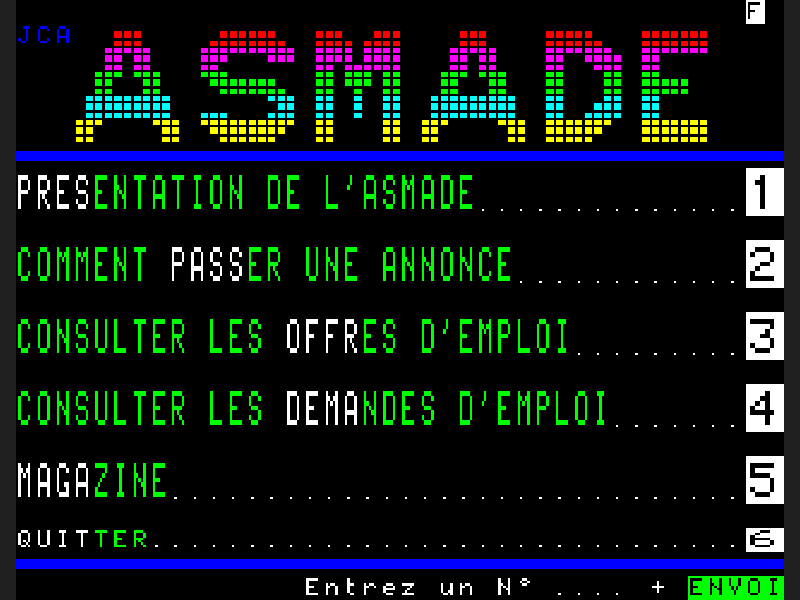 F
JCA ASMADE
PRESENTATION DE L'ASMADE..............1
COMMENT PASSER UNE ANNONCE............2
CONSULTER LES OFFRES D'EMPLOI.........3
CONSULTER LES DEMANDES D'EMPLOI.......4
MAGAZINE..............................5
QUITTER...............................6
Entrez un N° .... + ENVOI